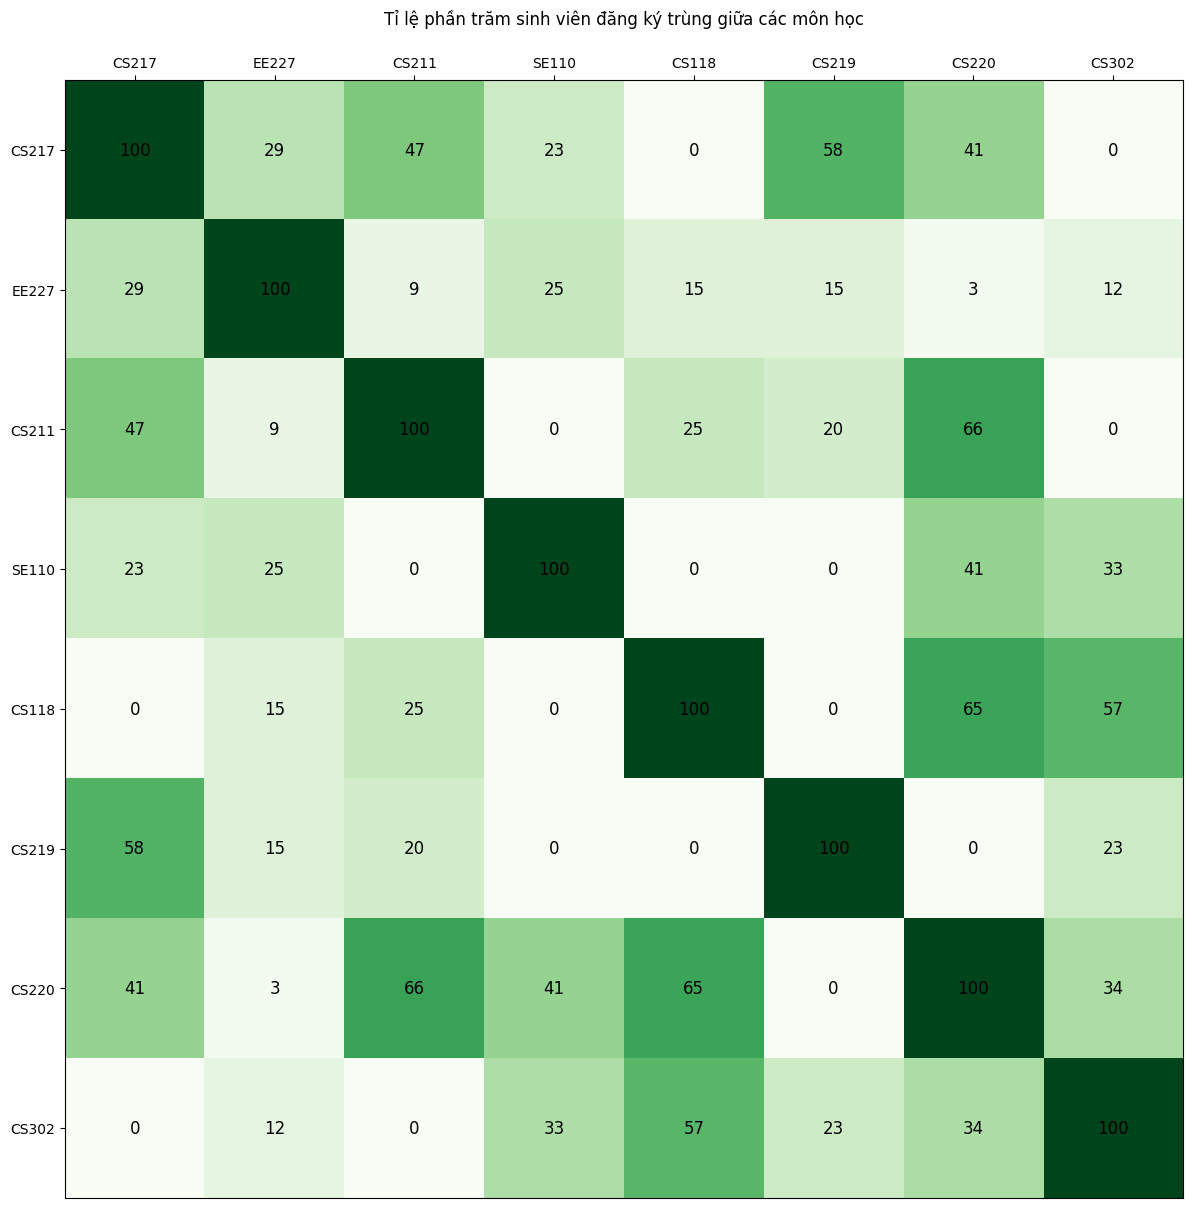 Tỉ lệ phần trăm sinh viên đăng ký trùng giữa các môn học
CS217 EE227 CS211 SE110 CS118 CS219 CS220 CS302
CS217 100 29 47 23 0 58 41 0
EE227 29 100 9 25 15 15 3 12
CS211 47 9 100 0 25 20 66 0
SE110 23 25 0 100 0 0 41 33
CS118 0 15 25 0 100 0 65 57
CS219 58 15 20 0 0 100 0 23
CS220 41 3 66 41 65 0 100 34
CS302 0 12 0 33 57 23 34 100